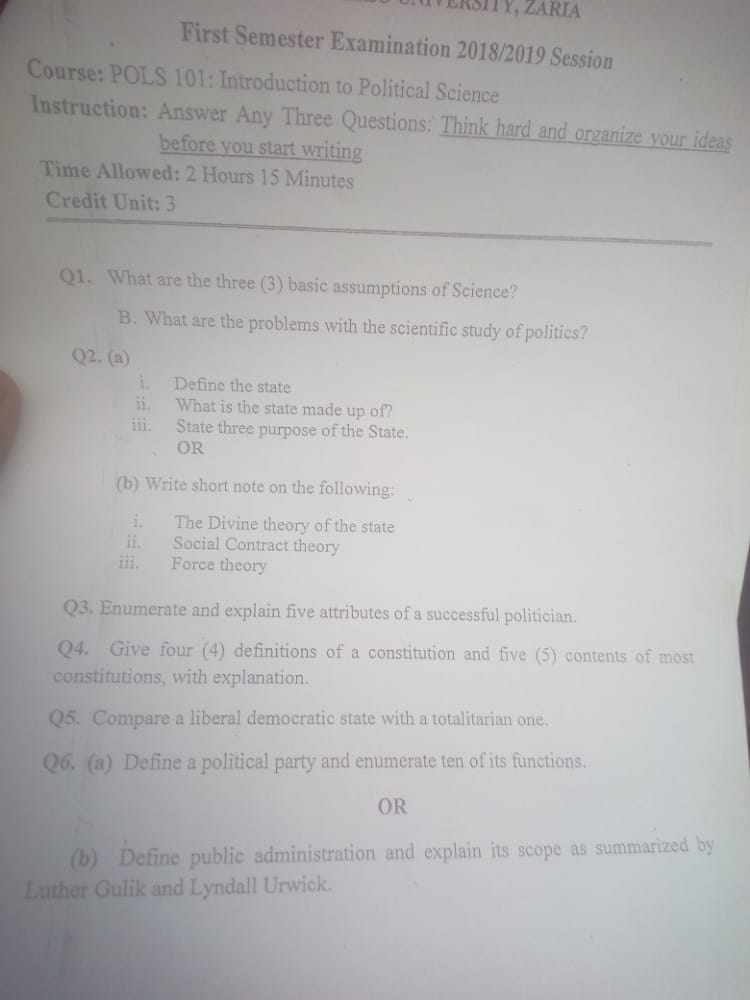 UNIVERSITY, ZARIA
First Semester Examination 2018/2019 Session
Course: POLS 101: Introduction to Political Science
Instruction: Answer Any Three Questions: Think hard and organize your ideas
before you start writing
Time Allowed: 2 Hours 15 Minutes
Credit Unit: 3
Q1. What are the three (3) basic assumptions of Science?
B. What are the problems with the scientific study of politics?
Q2. (a)
i. Define the state
ii. What is the state made up of?
iii. State three purpose of the State.
OR
(b) Write short note on the following:
i. The Divine theory of the state
ii. Social Contract theory
iii. Force theory
Q3. Enumerate and explain five attributes of a successful politician.
Q4. Give four (4) definitions of a constitution and five (5) contents of most
constitutions, with explanation.
Q5. Compare a liberal democratic state with a totalitarian one.
Q6. (a) Define a political party and enumerate ten of its functions.
OR
(b) Define public administration and explain its scope as summarized by
Luther Gulik and Lyndall Urwick.